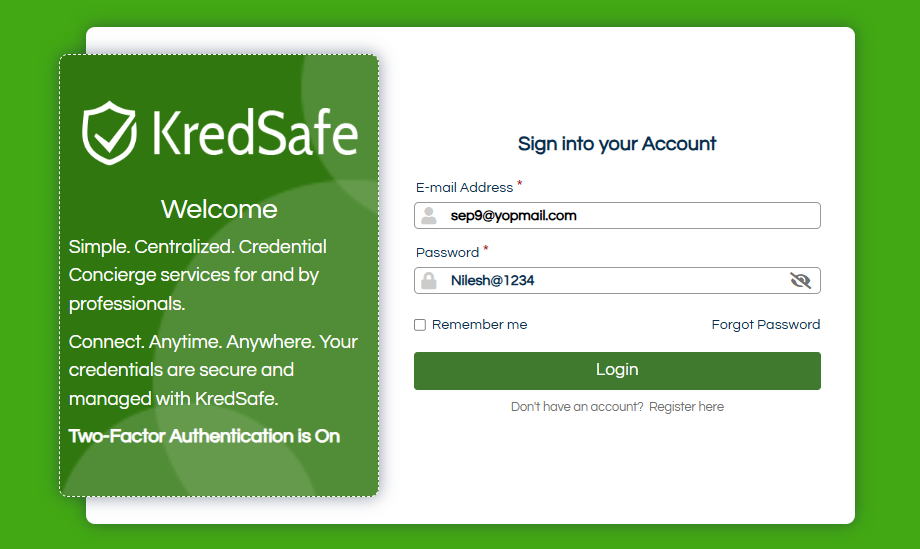 KredSafe
Welcome
Simple. Centralized. Credential
Concierge services for and by
professionals.
Connect. Anytime. Anywhere. Your
credentials are secure and
managed with KredSafe.
Two-Factor Authentication is On
Sign into your Account
E-mail Address *
sep9@yopmail.com
Password *
Nilesh@1234
Remember me Forgot Password
Login
Don't have an account? Register here